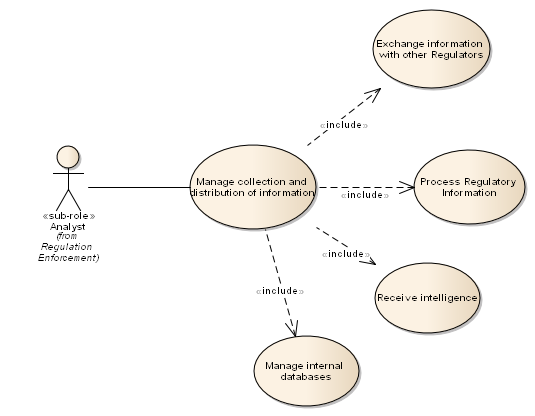 Exchange information
with other Regulators
«include»
Manage collection and
distribution of information
«include»
Process Regulatory
Information
«sub-role»
Analyst
(from
Regulation
Enforcement)
«include»
Receive intelligence
«include»
Manage internal
databases